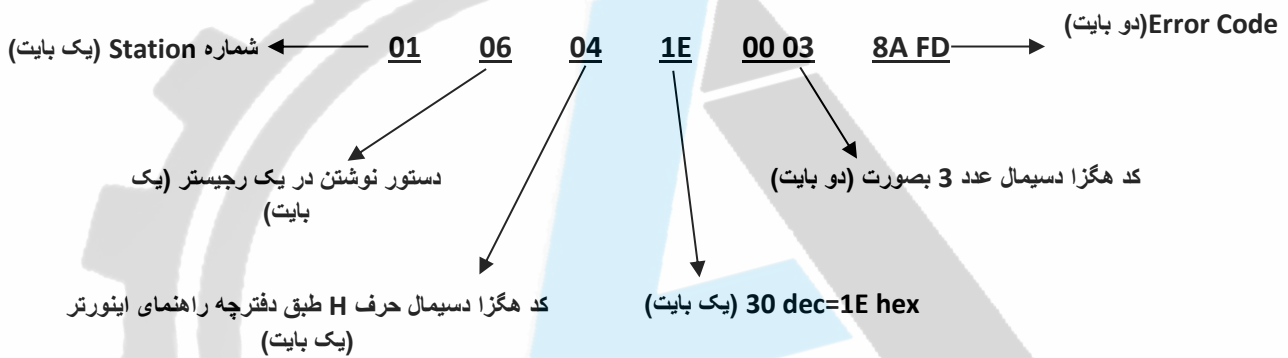 Error Code(دو بایت)
شماره Station (یک بایت)
01 06 04 1E 00 03 8A FD
دستور نوشتن در یک رجیستر (یک
بایت)
کد هگزا دسیمال عدد 3 بصورت (دو بایت)
کد هگزا دسیمال حرف H طبق دفترچه راهنمای اینورتر
(یک بایت)
30 dec=1E hex (یک بایت)